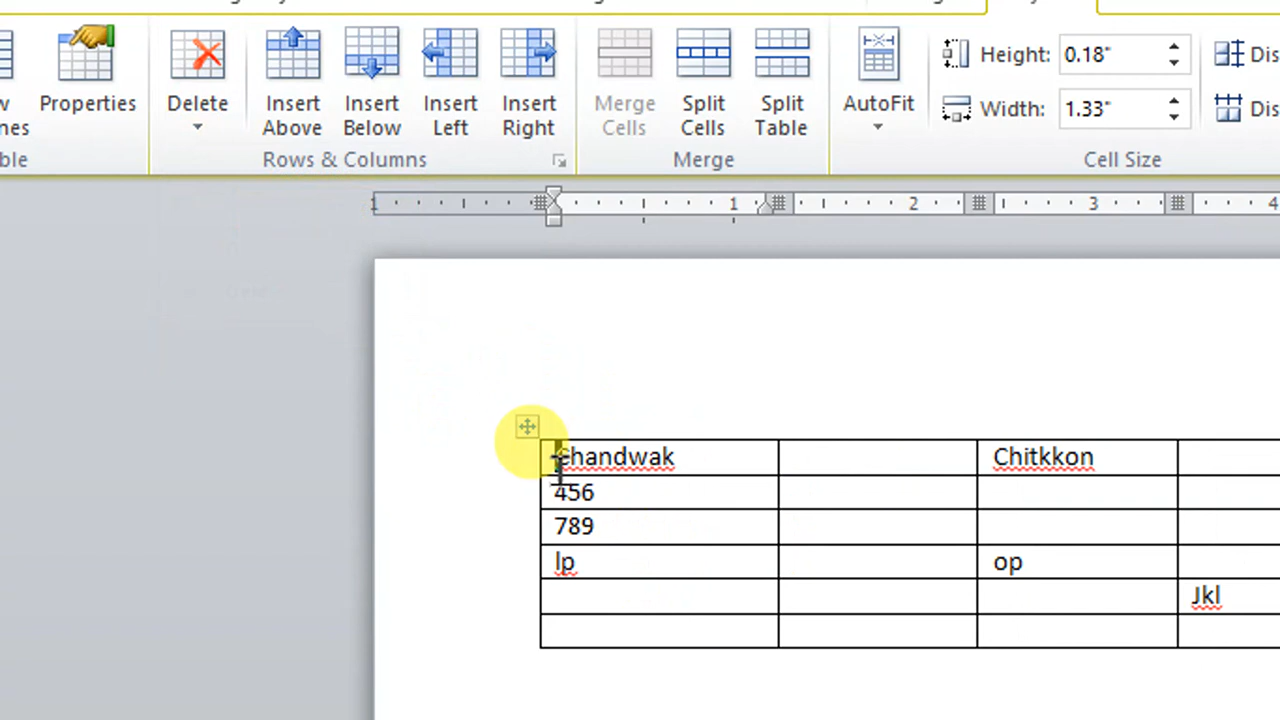 Properties
Delete
Insert Above
Insert Below
Insert Left
Insert Right
Merge Cells
Split Cells
Split Table
AutoFit
Height: 0.18"
Width: 1.33"
Rows & Columns
Merge
Cell Size
1 1 2 3 4
Chandwak Chitkkon
456
789
lp op
Jkl